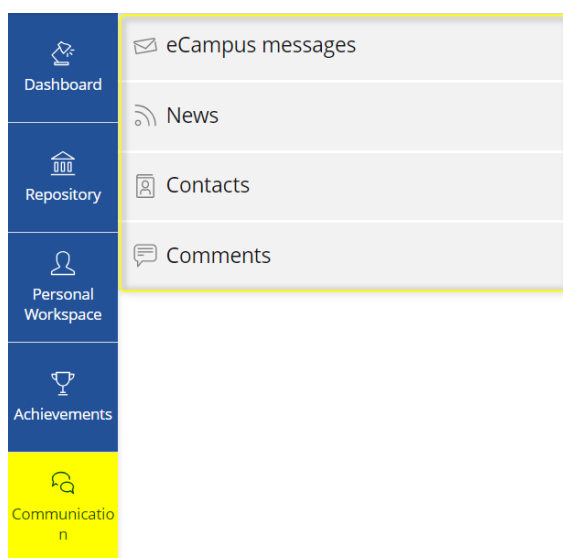 Dashboard
Repository
Personal
Workspace
Achievements
Communicatio
n
eCampus messages
News
Contacts
Comments